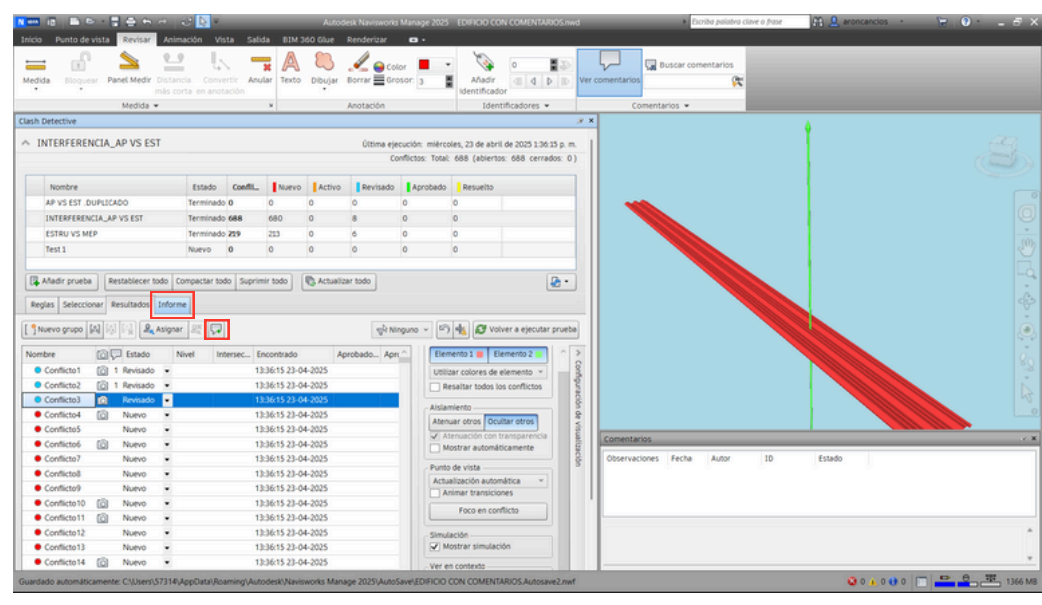 Autodesk Navisworks Manage 2025 EDIFICIO CON COMENTARIOS.nwd
Escriba palabra clave o frase
aroncancios
Inicio Punto de vista Revisar Animación Vista Salida BIM 360 Glue Renderizar
Medida Bloquear Panel Medir Distancia más corta Convertir en anotación Anular Texto Dibujar Borrar Color Grosor: 3 Añadir identificador 0 Ver comentarios Buscar comentarios
Medida Anotación Identificadores Comentarios
Clash Detective
INTERFERENCIA_AP VS EST
Última ejecución: miércoles, 23 de abril de 2025 1:36:15 p. m.
Conflictos: Total: 688 (abiertos: 688 cerrados: 0)
Nombre Estado Confli... Nuevo Activo Revisado Aprobado Resuelto
AP VS EST .DUPLICADO Terminado 0 0 0 0 0 0
INTERFERENCIA_AP VS EST Terminado 688 680 0 8 0 0
ESTRU VS MEP Terminado 219 213 0 6 0 0
Test 1 Nuevo 0 0 0 0 0 0
Añadir prueba Restablecer todo Compactar todo Suprimir todo Actualizar todo
Reglas Seleccionar Resultados Informe
Nuevo grupo Asignar Ninguno Volver a ejecutar prueba
Nombre Estado Nivel Intersec... Encontrado Aprobado... Apr
Conflicto1 1 Revisado 13:36:15 23-04-2025
Conflicto2 1 Revisado 13:36:15 23-04-2025
Conflicto3 Revisado 13:36:15 23-04-2025
Conflicto4 Nuevo 13:36:15 23-04-2025
Conflicto5 Nuevo 13:36:15 23-04-2025
Conflicto6 Nuevo 13:36:15 23-04-2025
Conflicto7 Nuevo 13:36:15 23-04-2025
Conflicto8 Nuevo 13:36:15 23-04-2025
Conflicto9 Nuevo 13:36:15 23-04-2025
Conflicto10 Nuevo 13:36:15 23-04-2025
Conflicto11 Nuevo 13:36:15 23-04-2025
Conflicto12 Nuevo 13:36:15 23-04-2025
Conflicto13 Nuevo 13:36:15 23-04-2025
Conflicto14 Nuevo 13:36:15 23-04-2025
Elemento 1 Elemento 2
Utilizar colores de elemento
Resaltar todos los conflictos
Aislamiento
Atenuar otros Ocultar otros
Atenuación con transparencia
Mostrar automáticamente
Punto de vista
Actualización automática
Animar transiciones
Foco en conflicto
Simulación
Mostrar simulación
Ver en contexto
Configuración de visualización
Comentarios
Observaciones Fecha Autor ID Estado
Guardado automáticamente: C:\Users\57314\AppData\Roaming\Autodesk\Navisworks Manage 2025\AutoSave\EDIFICIO CON COMENTARIOS.Autosave2.nwf
0 0 0 1366 MB